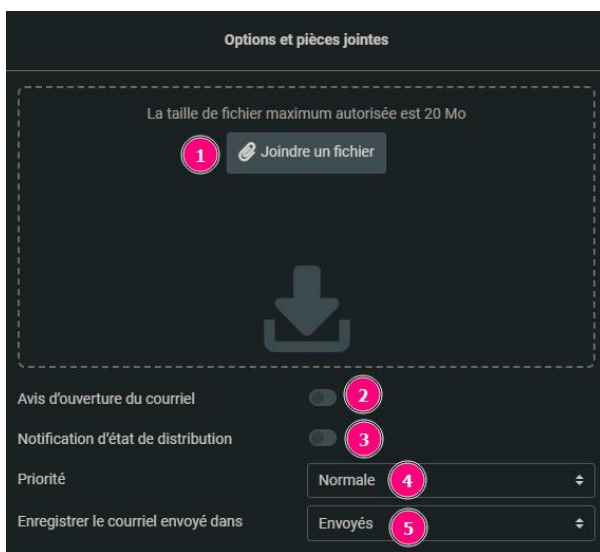 Options et pièces jointes
La taille de fichier maximum autorisée est 20 Mo
1 Joindre un fichier
Avis d'ouverture du courriel 2
Notification d'état de distribution 3
Priorité Normale 4
Enregistrer le courriel envoyé dans Envoyés 5